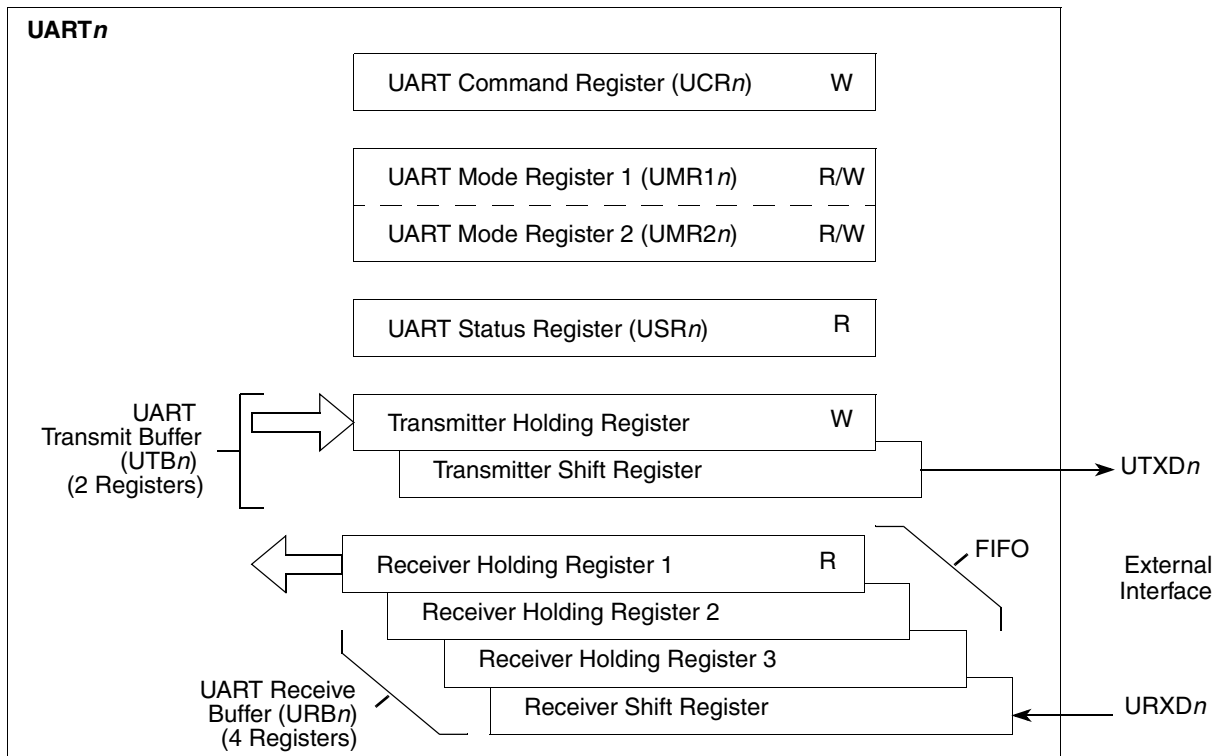 UARTn
UART Command Register (UCRn) W
UART Mode Register 1 (UMR1n) R/W
UART Mode Register 2 (UMR2n) R/W
UART Status Register (USRn) R
UART
Transmit Buffer
(UTBn)
(2 Registers)
Transmitter Holding Register W
Transmitter Shift Register
UTXDn
Receiver Holding Register 1 R
FIFO
External
Interface
Receiver Holding Register 2
Receiver Holding Register 3
UART Receive
Buffer (URBn)
(4 Registers)
Receiver Shift Register
URXDn